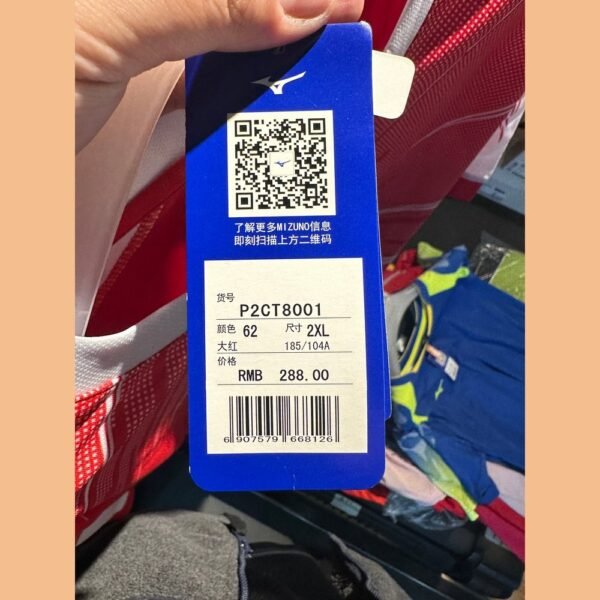 了解更多MIZUNO信息
即刻扫描上方二维码
货号
P2CT8001
颜色 62 尺寸 2XL
大红 185/104A
价格
RMB 288.00
6 907579 668126